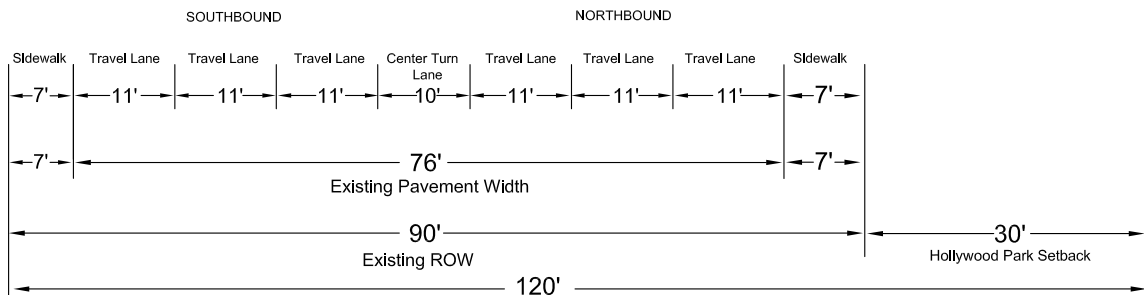 SOUTHBOUND NORTHBOUND
Sidewalk Travel Lane Travel Lane Travel Lane Center Turn Travel Lane Travel Lane Travel Lane Sidewalk
Lane
7' 11' 11' 11' 10' 11' 11' 11' 7'
7' 76' 7'
Existing Pavement Width
90' 30'
Existing ROW Hollywood Park Setback
120'